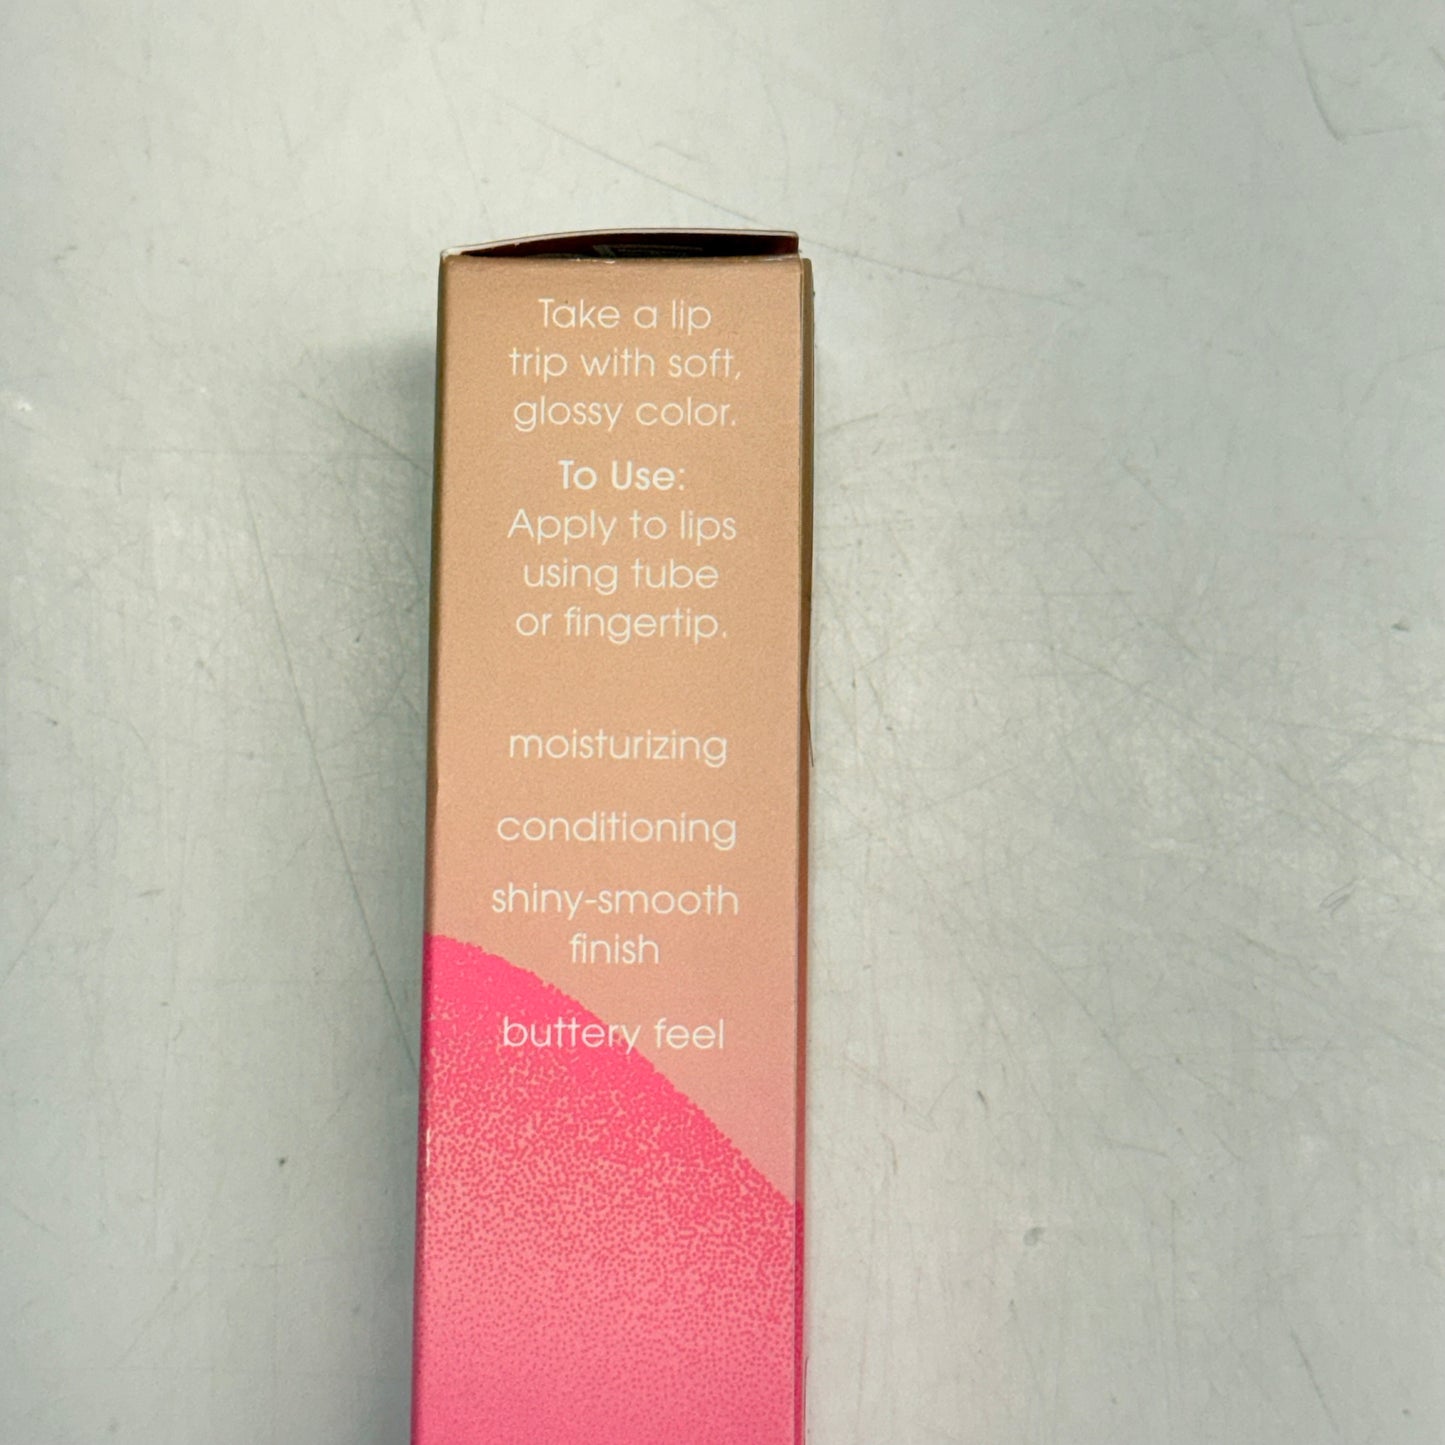 Take a lip
trip with soft,
glossy color.
To Use:
Apply to lips
using tube
or fingertip.
moisturizing
conditioning
shiny-smooth
finish
buttery feel